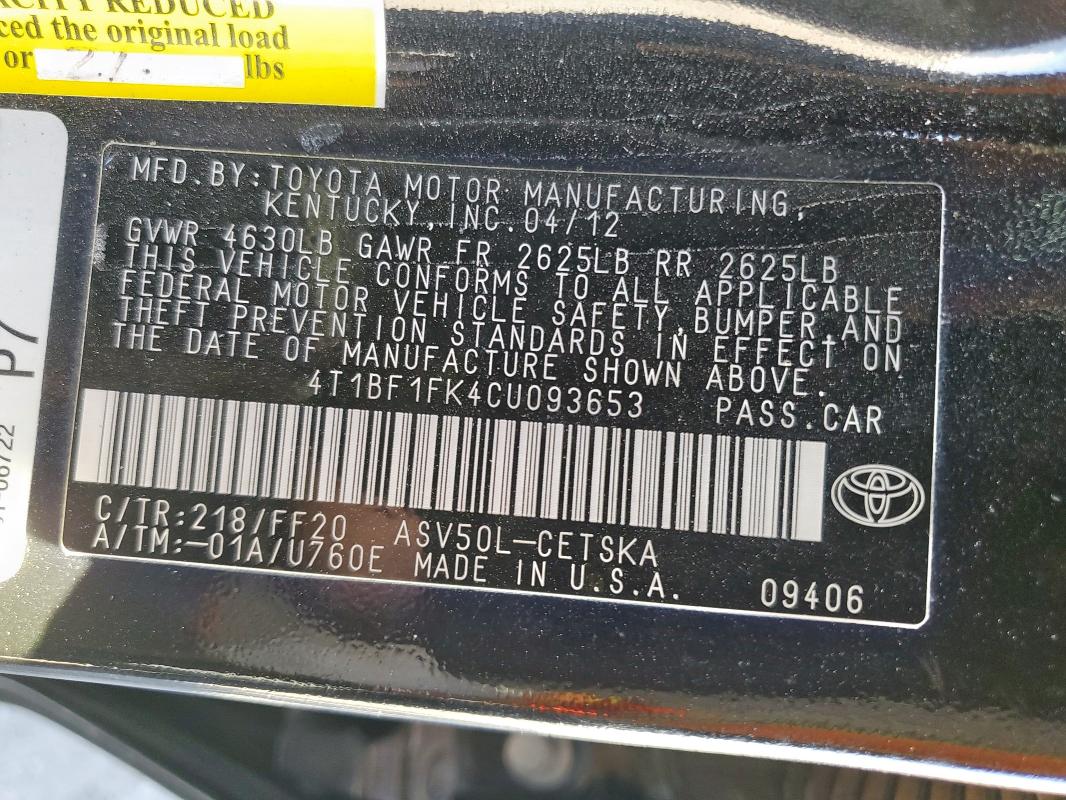 REDUCED
the original load
or lbs
MFD.BY:TOYOTA MOTOR MANUFACTURING,
KENTUCKY, INC. 04/12
GVWR 4630LB GAWR FR 2625LB RR 2625LB
THIS VEHICLE CONFORMS TO ALL APPLICABLE
FEDERAL MOTOR VEHICLE SAFETY,BUMPER,AND
THEFT PREVENTION STANDARDS IN EFFECT ON
THE DATE OF MANUFACTURE SHOWN ABOVE.
4T1BF1FK4CU093653 PASS.CAR
C/TR:218/FF20 ASV50L-CETSKA
A/TM:-01A/U760E MADE IN U.S.A. 09406